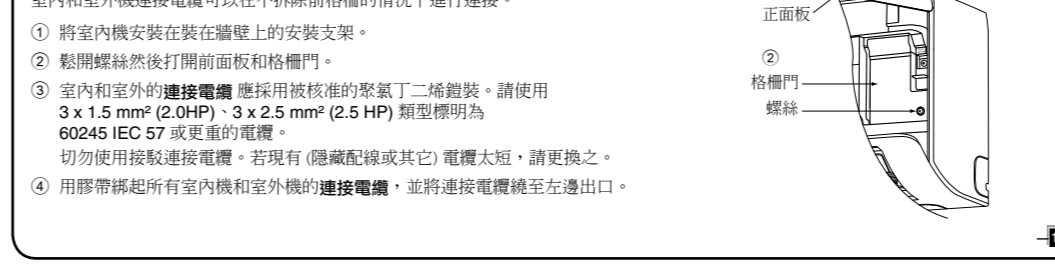 室內和室外機連接電纜可以在不拆除前格柵的情況下進行連接。
① 將室內機安裝在裝在牆壁上的安裝支架。
② 鬆開螺絲然後打開前面板和格柵門。
③ 室內和室外的連接電纜 應採用被核准的聚氯丁二烯鎧裝。請使用
3 x 1.5 mm² (2.0HP)、3 x 2.5 mm² (2.5 HP) 類型標明為
60245 IEC 57 或更重的電纜。
切勿使用接駁連接電纜。若現有 (隱藏配線或其它) 電纜太短，請更換之。
④ 用膠帶綁起所有室內機和室外機的連接電纜，並將連接電纜繞至左邊出口。
正面板
②
格柵門
螺絲